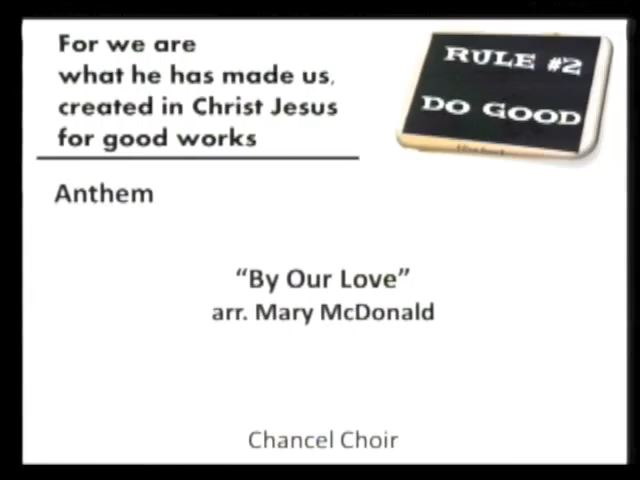 For we are
what he has made us,
created in Christ Jesus
for good works
RULE #2
DO GOOD
Anthem
“By Our Love”
arr. Mary McDonald
Chancel Choir